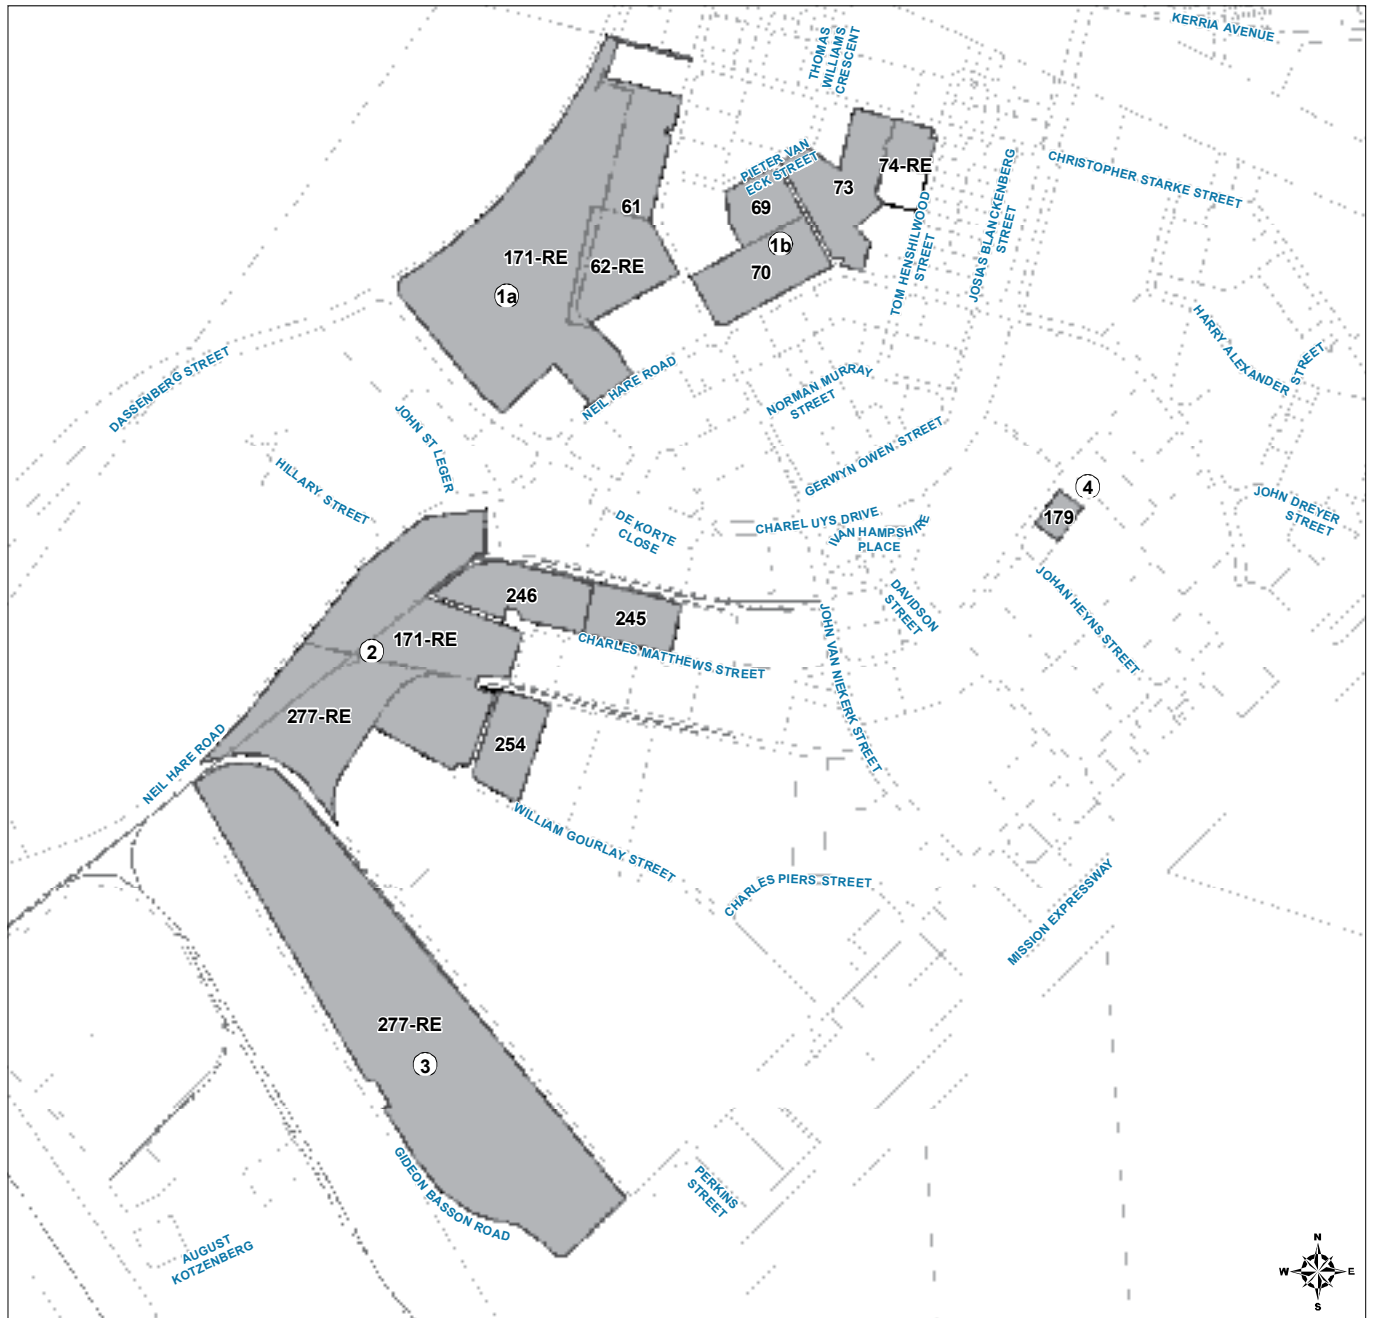 KERRIA AVENUE
THOMAS
WILLIAMS
CRESCENT
PIETER VAN
ECK STREET
CHRISTOPHER STARKE STREET
74-RE
73
69
61
1b
70
171-RE
62-RE
1a
TOM HENSHILWOOD
STREET
JOSIAS BLANCKENBERG
STREET
HARRY ALEXANDER
STREET
DASSENBERG STREET
NEIL HARE ROAD
NORMAN MURRAY
STREET
JOHN ST LEGER
GERWYN OWEN STREET
HILLARY STREET
4
179
JOHN DREYER
STREET
DE KORTE
CLOSE
CHAREL UYS DRIVE
IVAN HAMPSHIRE
PLACE
DAVIDSON
STREET
JOHAN HEYNS STREET
246
245
171-RE
2
CHARLES MATTHEWS STREET
JOHN VAN NIEKERK STREET
277-RE
254
NEIL HARE ROAD
WILLIAM GOURLAY STREET
CHARLES PIERS STREET
MISSION EXPRESSWAY
277-RE
3
GIDEON BASSON ROAD
PERKINS
STREET
AUGUST
KOTZENBERG
N
W
E
S